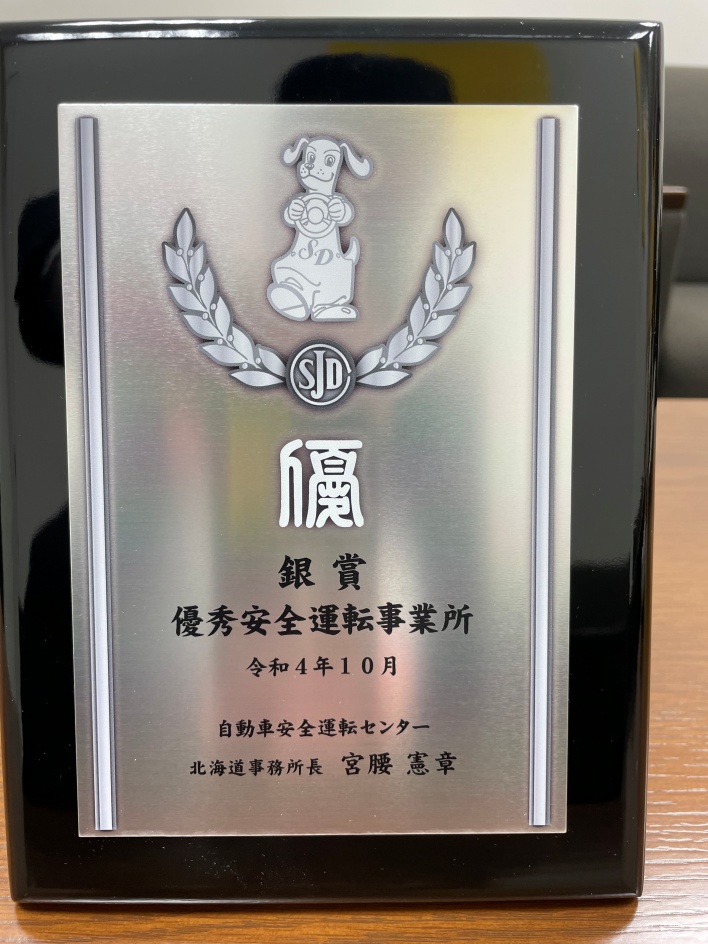 SD
SJD
優
銀賞
優秀安全運転事業所
令和4年10月
自動車安全運転センター
北海道事務所長 宮腰 憲章